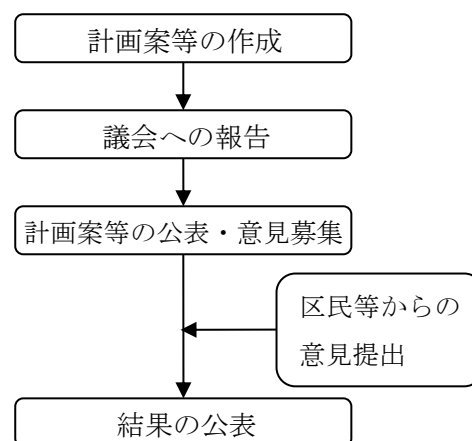 計画案等の作成
議会への報告
計画案等の公表・意見募集
区民等からの
意見提出
結果の公表